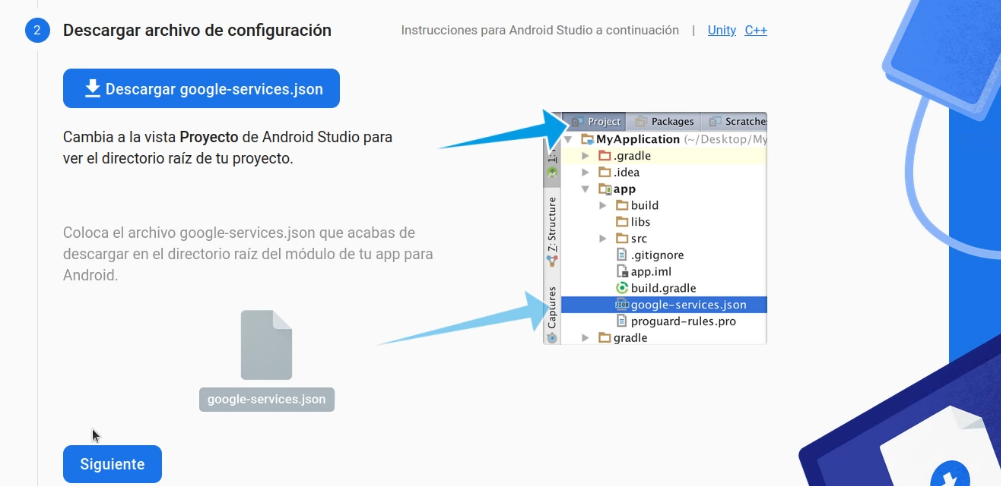 2 Descargar archivo de configuración
Instrucciones para Android Studio a continuación | Unity C++
Descargar google-services.json
Cambia a la vista Proyecto de Android Studio para
ver el directorio raíz de tu proyecto.
Coloca el archivo google-services.json que acabas de
descargar en el directorio raíz del módulo de tu app para
Android.
google-services.json
Siguiente
Project Packages Scratche
MyApplication (~/Desktop/My
.gradle
.idea
app
build
libs
src
.gitignore
app.iml
build.gradle
google-services.json
proguard-rules.pro
gradle
Z: Structure
Captures